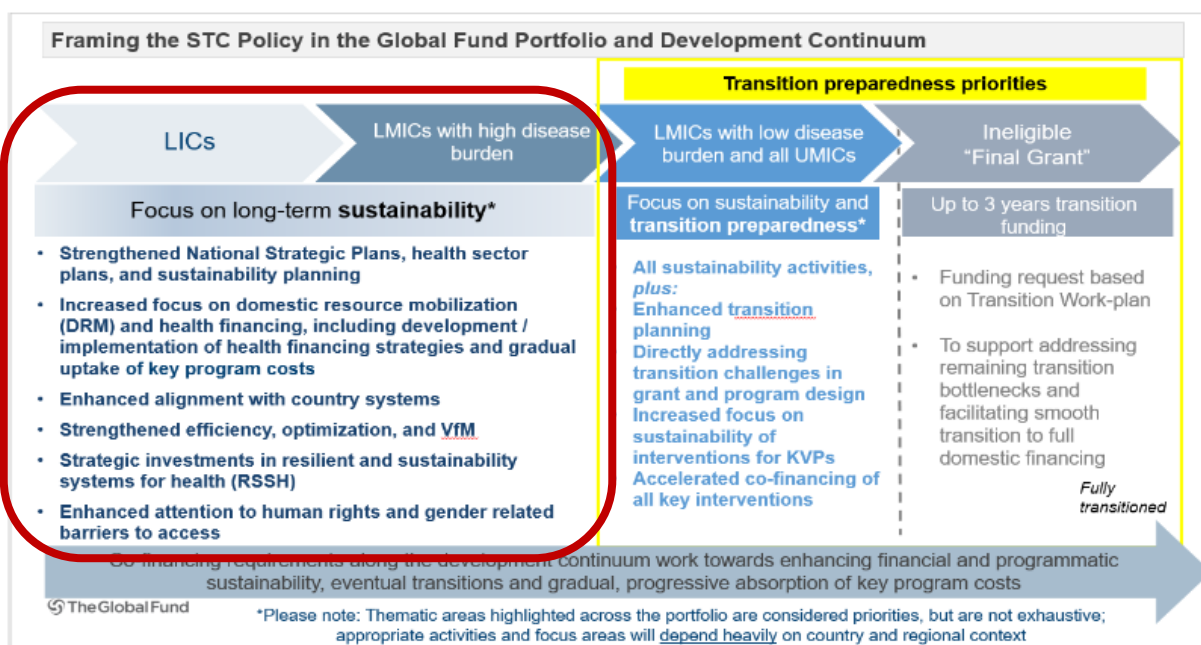 Framing the STC Policy in the Global Fund Portfolio and Development Continuum
Transition preparedness priorities
LICs
LMICs with high disease
burden
LMICs with low disease
burden and all UMICs
Ineligible
"Final Grant"
Focus on long-term sustainability*
• Strengthened National Strategic Plans, health sector
plans, and sustainability planning
• Increased focus on domestic resource mobilization
(DRM) and health financing, including development /
implementation of health financing strategies and gradual
uptake of key program costs
• Enhanced alignment with country systems
• Strengthened efficiency, optimization, and VfM
• Strategic investments in resilient and sustainability
systems for health (RSSH)
• Enhanced attention to human rights and gender related
barriers to access
Focus on sustainability and
transition preparedness*
All sustainability activities,
plus:
Enhanced transition
planning
Directly addressing
transition challenges in
grant and program design
Increased focus on
sustainability of
interventions for KVPs
Accelerated co-financing of
all key interventions
Up to 3 years transition
funding
• Funding request based
on Transition Work-plan
• To support addressing
remaining transition
bottlenecks and
facilitating smooth
transition to full
domestic financing
Fully
transitioned
Co-financing requirements along the development continuum work towards enhancing financial and programmatic
sustainability, eventual transitions and gradual, progressive absorption of key program costs
TheGlobalFund
*Please note: Thematic areas highlighted across the portfolio are considered priorities, but are not exhaustive;
appropriate activities and focus areas will depend heavily on country and regional context